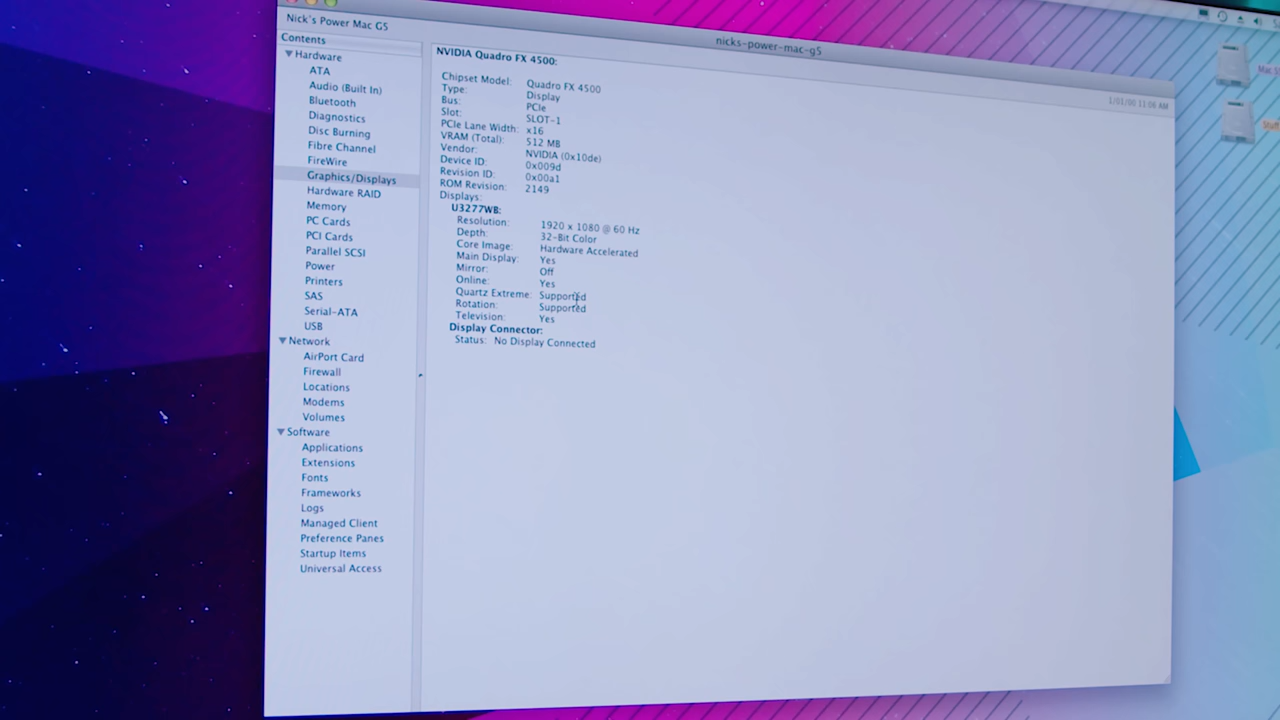 Nick's Power Mac G5
nicks-power-mac-g5
1/01/00 11:06 AM
Contents
Hardware
ATA
Audio (Built In)
Bluetooth
Diagnostics
Disc Burning
Fibre Channel
FireWire
Graphics/Displays
Hardware RAID
Memory
PC Cards
PCI Cards
Parallel SCSI
Power
Printers
SAS
Serial-ATA
USB
Network
AirPort Card
Firewall
Locations
Modems
Volumes
Software
Applications
Extensions
Fonts
Frameworks
Logs
Managed Client
Preference Panes
Startup Items
Universal Access
NVIDIA Quadro FX 4500:
Chipset Model: Quadro FX 4500
Type: Display
Bus: PCIe
Slot: SLOT-1
PCIe Lane Width: x16
VRAM (Total): 512 MB
Vendor: NVIDIA (0x10de)
Device ID: 0x009d
Revision ID: 0x00a1
ROM Revision: 2149
Displays:
U3277WB:
Resolution: 1920 x 1080 @ 60 Hz
Depth: 32-Bit Color
Core Image: Hardware Accelerated
Main Display: Yes
Mirror: Off
Online: Yes
Quartz Extreme: Supported
Rotation: Supported
Television: Yes
Display Connector:
Status: No Display Connected